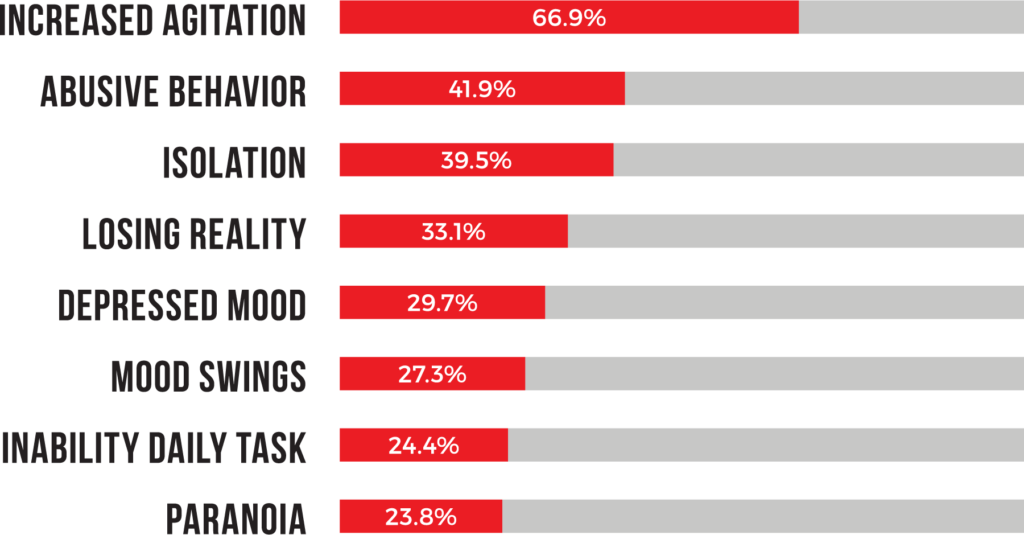 INCREASED AGITATION 66.9%
ABUSIVE BEHAVIOR 41.9%
ISOLATION 39.5%
LOSING REALITY 33.1%
DEPRESSED MOOD 29.7%
MOOD SWINGS 27.3%
INABILITY DAILY TASK 24.4%
PARANOIA 23.8%